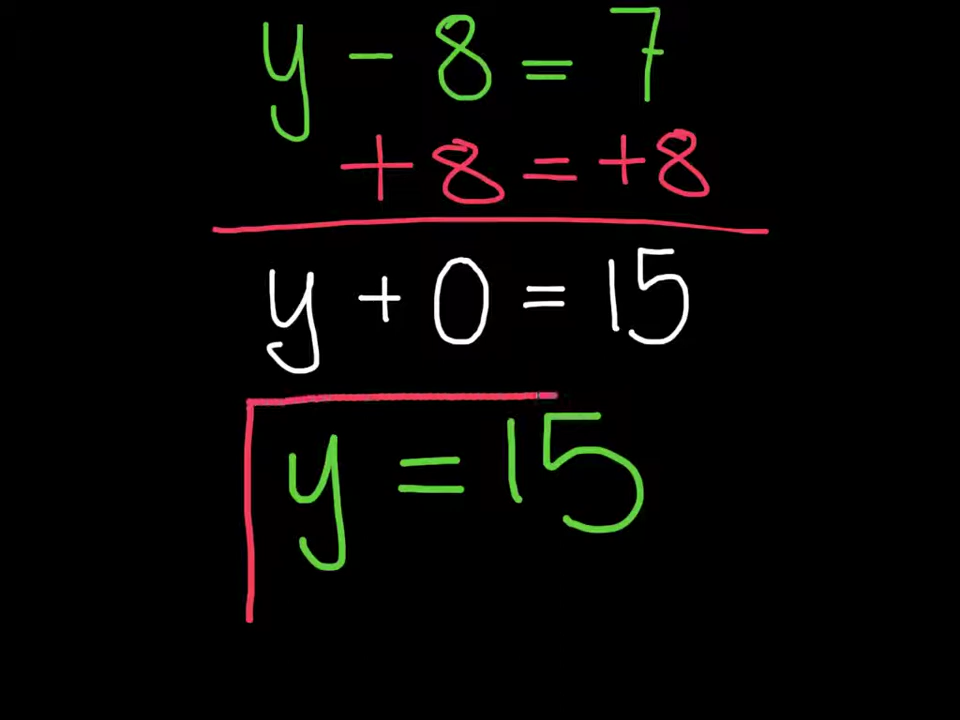 y - 8 = 7
+ 8 = + 8
y + 0 = 15
y = 15